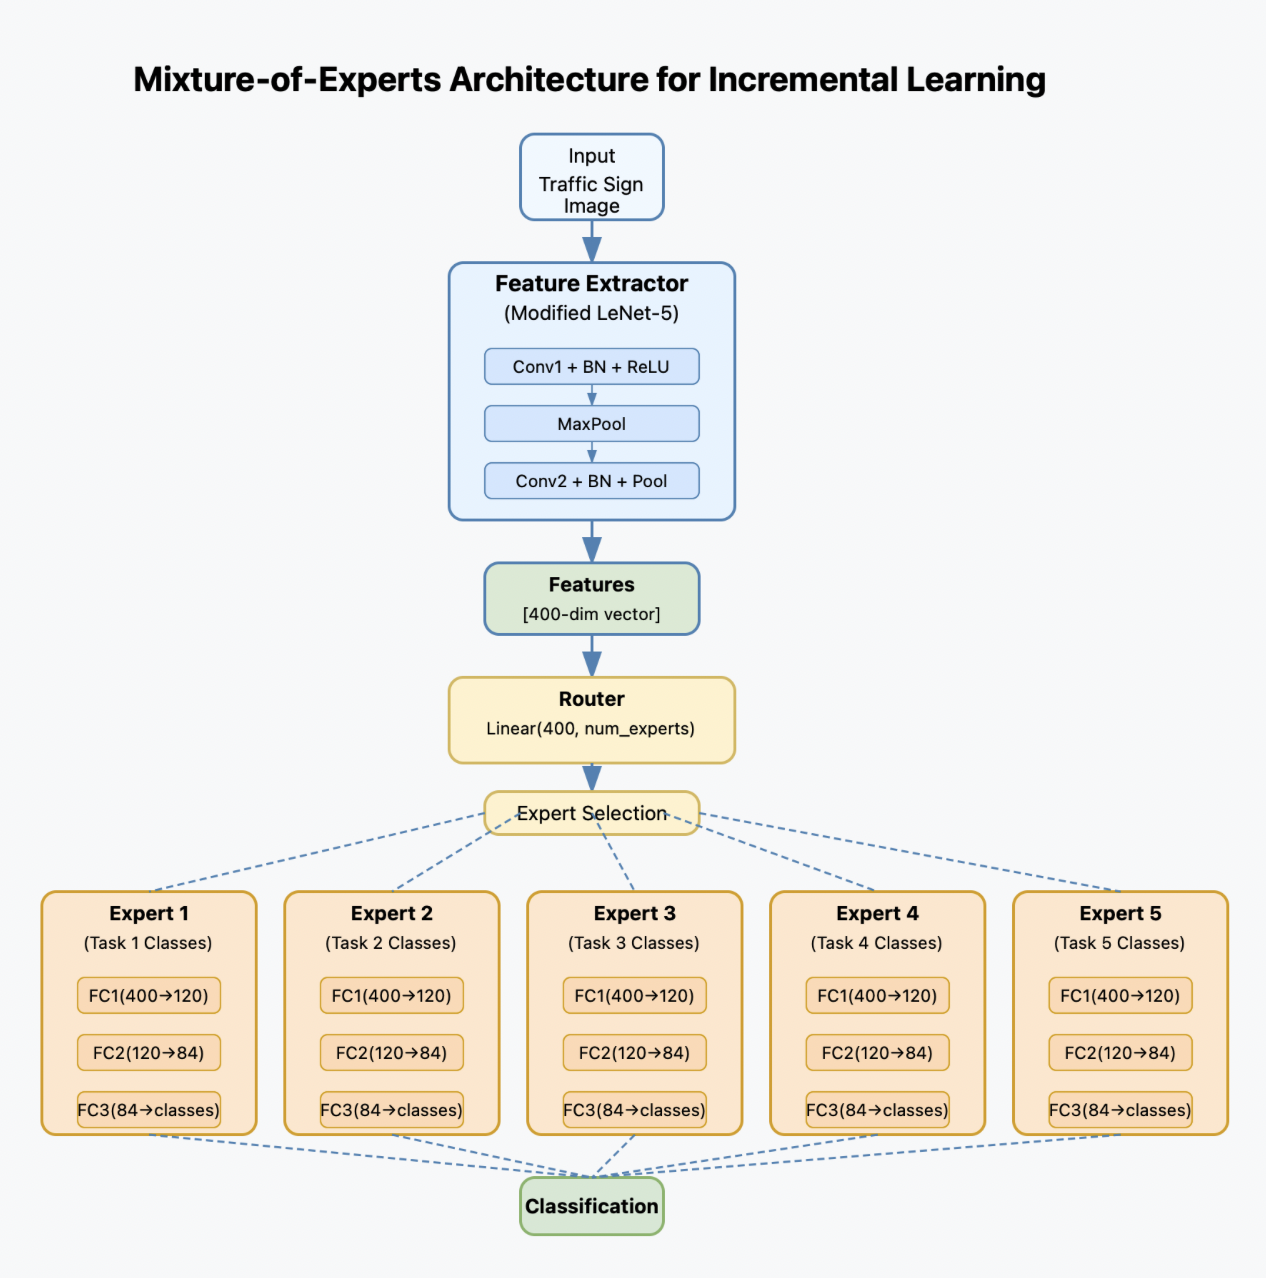 Mixture-of-Experts Architecture for Incremental Learning
Input
Traffic Sign
Image
Feature Extractor
(Modified LeNet-5)
Conv1 + BN + ReLU
MaxPool
Conv2 + BN + Pool
Features
[400-dim vector]
Router
Linear(400, num_experts)
Expert Selection
Expert 1
(Task 1 Classes)
FC1(400→120)
FC2(120→84)
FC3(84→classes)
Expert 2
(Task 2 Classes)
FC1(400→120)
FC2(120→84)
FC3(84→classes)
Expert 3
(Task 3 Classes)
FC1(400→120)
FC2(120→84)
FC3(84→classes)
Expert 4
(Task 4 Classes)
FC1(400→120)
FC2(120→84)
FC3(84→classes)
Expert 5
(Task 5 Classes)
FC1(400→120)
FC2(120→84)
FC3(84→classes)
Classification